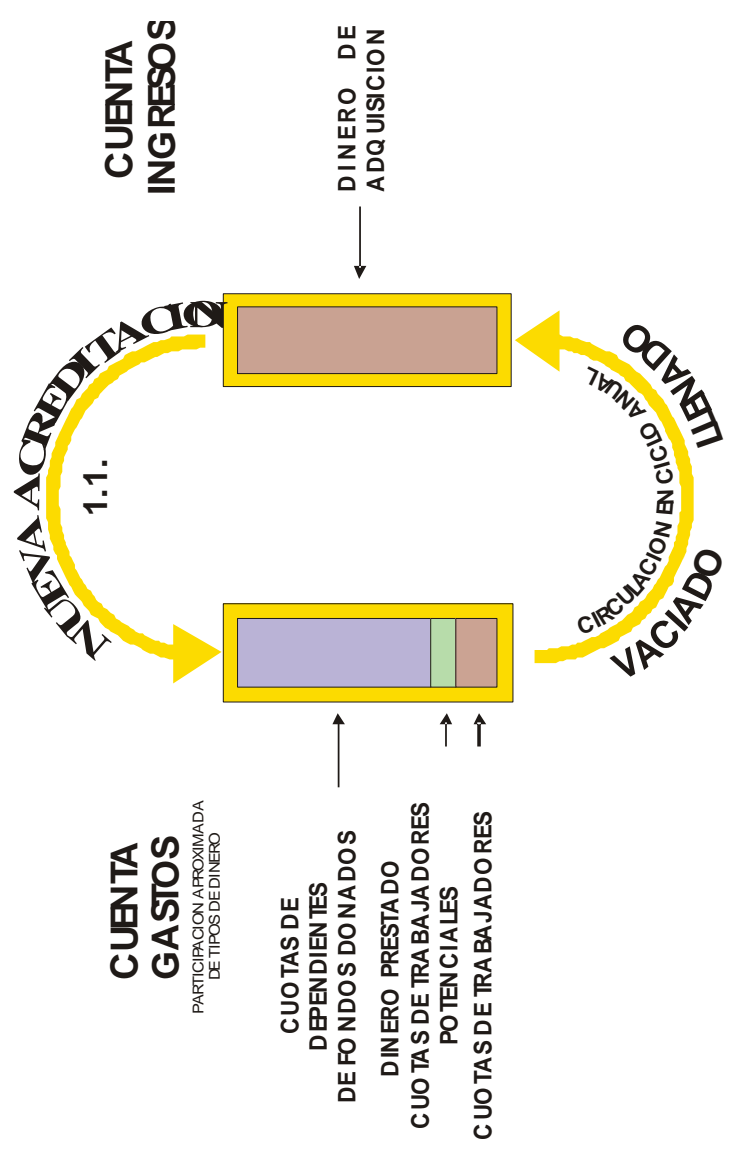 CUENTA
GASTOS
PARTICIPACION APROXIMADA
DE TIPOS DE DINERO
CUOTAS DE
DEPENDIENTES
DE FONDOS DONADOS
DINERO PRESTADO
CUOTAS DE TRABAJADORES
POTENCIALES
CUOTAS DE TRABAJADORES
NUEVA ACREDITACION
1.1.
CIRCULACION EN CICLO ANUAL
VACIADO
LLENADO
CUENTA
INGRESOS
DINERO DE
ADQUISICION